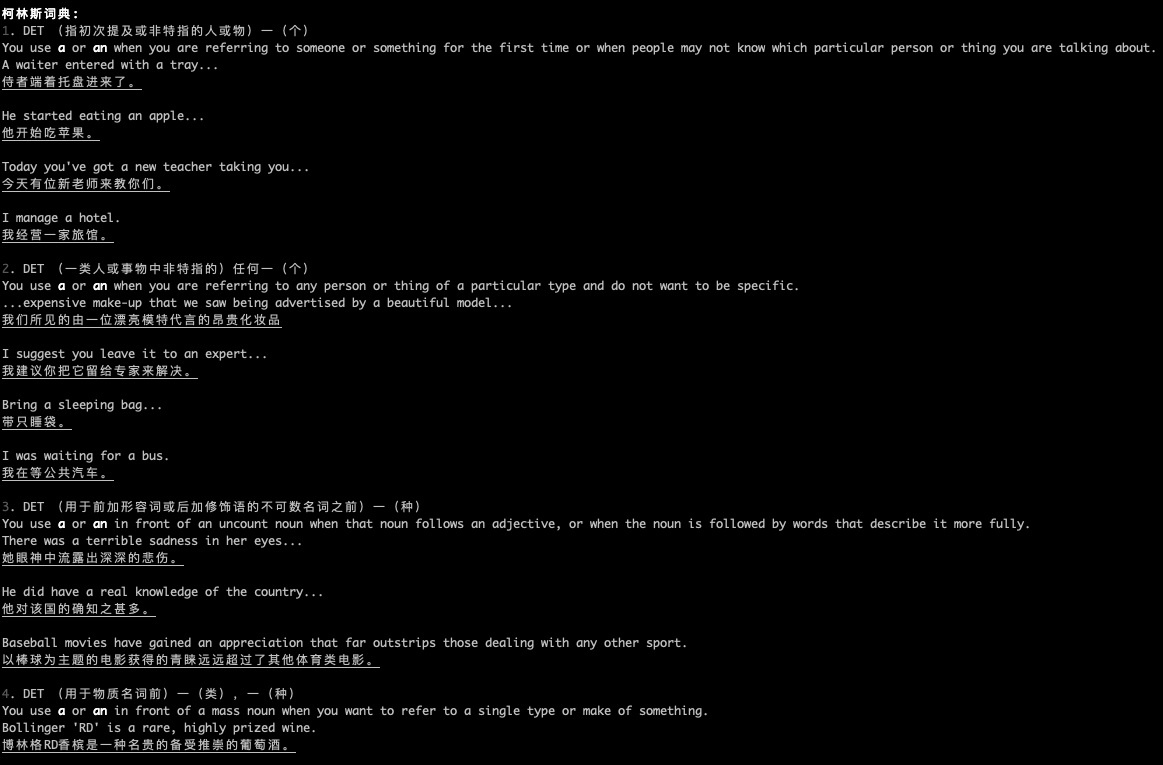 柯林斯词典:
1. DET （指初次提及或非特指的人或物）一（个）
You use a or an when you are referring to someone or something for the first time or when people may not know which particular person or thing you are talking about.
A waiter entered with a tray...
侍者端着托盘进来了。
He started eating an apple...
他开始吃苹果。
Today you've got a new teacher taking you...
今天有位新老师来教你们。
I manage a hotel.
我经营一家旅馆。
2. DET （一类人或事物中非特指的）任何一（个）
You use a or an when you are referring to any person or thing of a particular type and do not want to be specific.
...expensive make-up that we saw being advertised by a beautiful model...
我们所见的由一位漂亮模特代言的昂贵化妆品
I suggest you leave it to an expert...
我建议你把它留给专家来解决。
Bring a sleeping bag...
带只睡袋。
I was waiting for a bus.
我在等公共汽车。
3. DET （用于前加形容词或后加修饰语的不可数名词之前）一（种）
You use a or an in front of an uncount noun when that noun follows an adjective, or when the noun is followed by words that describe it more fully.
There was a terrible sadness in her eyes...
她眼神中流露出深深的悲伤。
He did have a real knowledge of the country...
他对该国的确知之甚多。
Baseball movies have gained an appreciation that far outstrips those dealing with any other sport.
以棒球为主题的电影获得的青睐远远超过了其他体育类电影。
4. DET （用于物质名词前）一（类），一（种）
You use a or an in front of a mass noun when you want to refer to a single type or make of something.
Bollinger 'RD' is a rare, highly prized wine.
博林格RD香槟是一种名贵的备受推崇的葡萄酒。